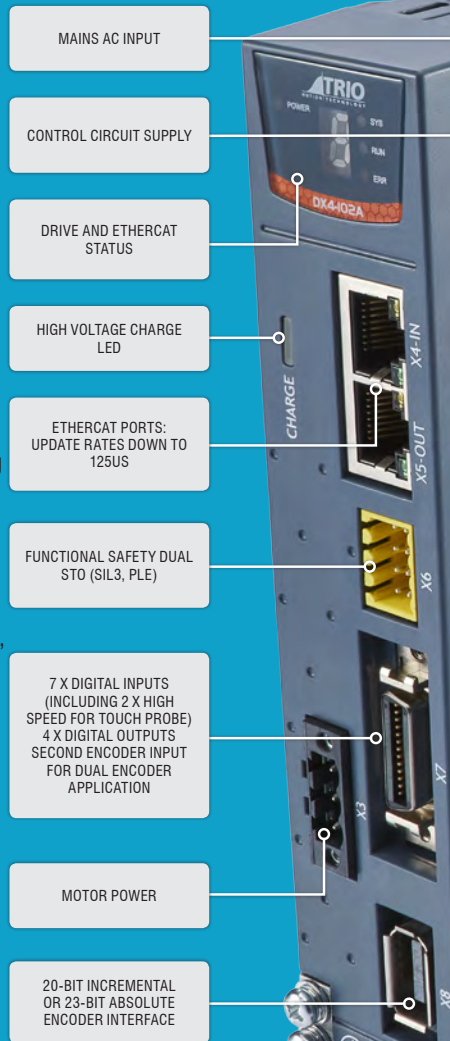 MAINS AC INPUT
CONTROL CIRCUIT SUPPLY
DRIVE AND ETHERCAT
STATUS
HIGH VOLTAGE CHARGE
LED
ETHERCAT PORTS:
UPDATE RATES DOWN TO
125US
FUNCTIONAL SAFETY DUAL
STO (SIL3, PLE)
7 X DIGITAL INPUTS
(INCLUDING 2 X HIGH
SPEED FOR TOUCH PROBE)
4 X DIGITAL OUTPUTS
SECOND ENCODER INPUT
FOR DUAL ENCODER
APPLICATION
MOTOR POWER
20-BIT INCREMENTAL
OR 23-BIT ABSOLUTE
ENCODER INTERFACE
TRIO
MOTION TECHNOLOGY
POWER
SYS
RUN
ERR
DX4-102A
CHARGE
X4-IN
X5-OUT
X6
X7
X3
X8